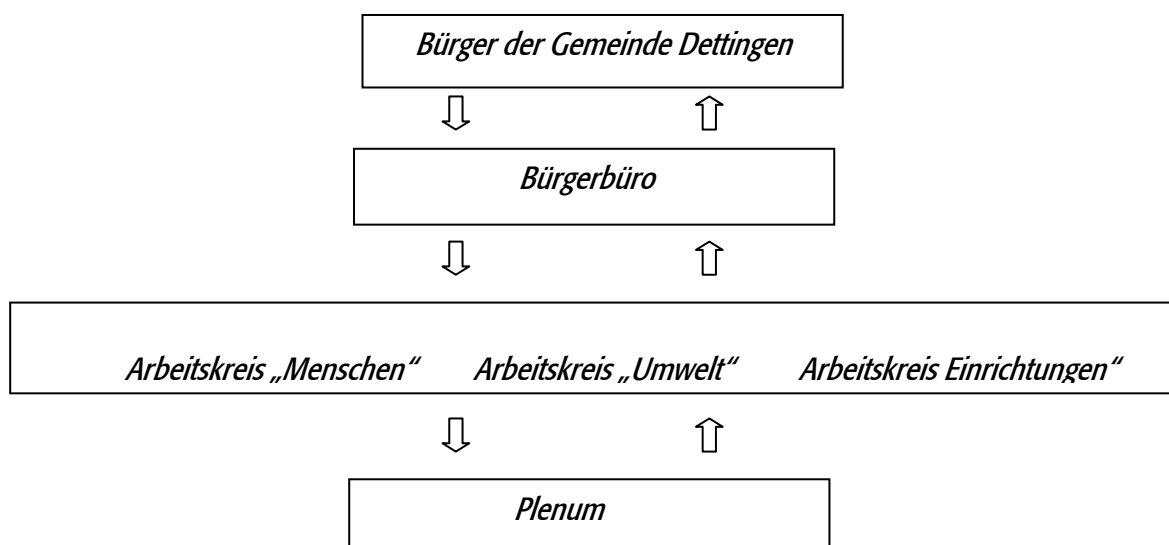 Bürger der Gemeinde Dettingen
Bürgerbüro
Arbeitskreis „Menschen“ Arbeitskreis „Umwelt“ Arbeitskreis Einrichtungen“
Plenum